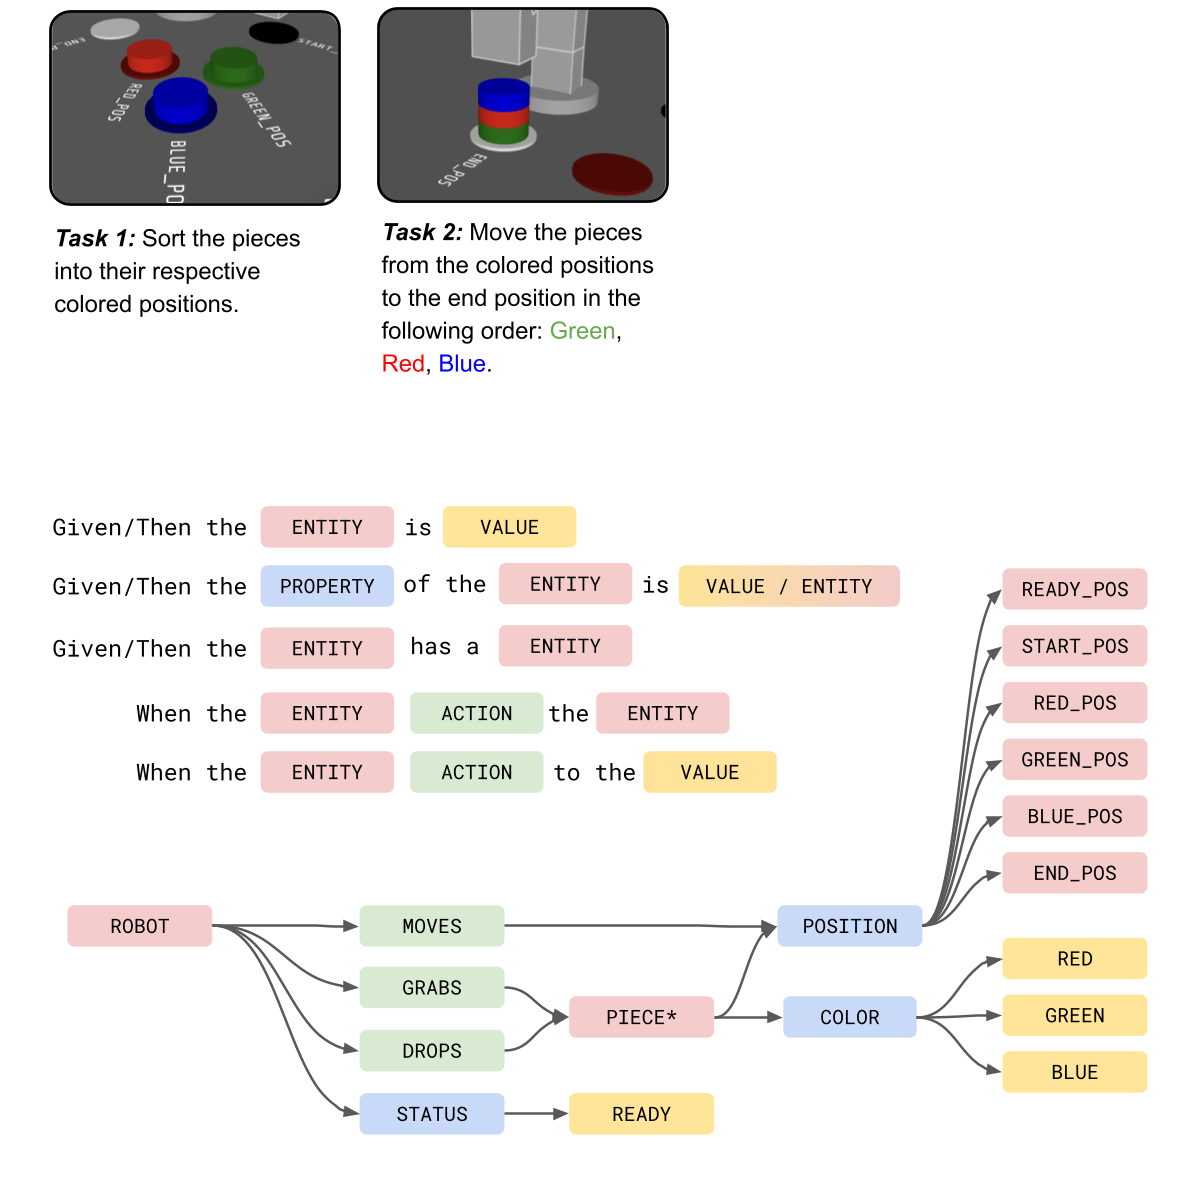 RED_POS
GREEN_POS
BLUE_PO
START_
END_POS
Task 1: Sort the pieces
into their respective
colored positions.
Task 2: Move the pieces
from the colored positions
to the end position in the
following order: Green,
Red, Blue.
Given/Then the ENTITY is VALUE
Given/Then the PROPERTY of the ENTITY is VALUE / ENTITY
Given/Then the ENTITY has a ENTITY
When the ENTITY ACTION the ENTITY
When the ENTITY ACTION to the VALUE
READY_POS
START_POS
RED_POS
GREEN_POS
BLUE_POS
END_POS
ROBOT
MOVES
POSITION
GRABS
PIECE*
COLOR
DROPS
STATUS
READY
RED
GREEN
BLUE